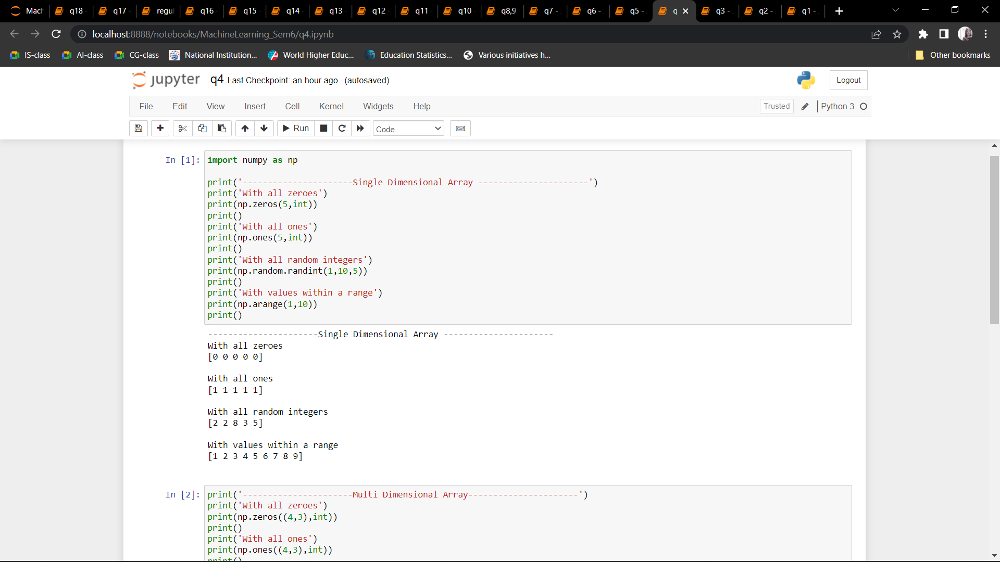 Mach q18 - q17 - regul q16 - q15 - q14 - q13 - q12 - q11 - q10 - q8,9 q7 - q6 - q5 - q q3 - q2 - q1 -
localhost:8888/notebooks/MachineLearning_Sem6/q4.ipynb
IS-class AI-class CG-class National Institution... World Higher Educ... Education Statistics... Various initiatives h... Other bookmarks
jupyter q4 Last Checkpoint: an hour ago (autosaved) Logout
File Edit View Insert Cell Kernel Widgets Help Trusted Python 3
Run Code
In [1]: import numpy as np
print('----------------------Single Dimensional Array ----------------------')
print('With all zeroes')
print(np.zeros(5,int))
print()
print('With all ones')
print(np.ones(5,int))
print()
print('With all random integers')
print(np.random.randint(1,10,5))
print()
print('With values within a range')
print(np.arange(1,10))
print()
----------------------Single Dimensional Array ----------------------
With all zeroes
[0 0 0 0 0]
With all ones
[1 1 1 1 1]
With all random integers
[2 2 8 3 5]
With values within a range
[1 2 3 4 5 6 7 8 9]
In [2]: print('----------------------Multi Dimensional Array----------------------')
print('With all zeroes')
print(np.zeros((4,3),int))
print()
print('With all ones')
print(np.ones((4,3),int))
print()